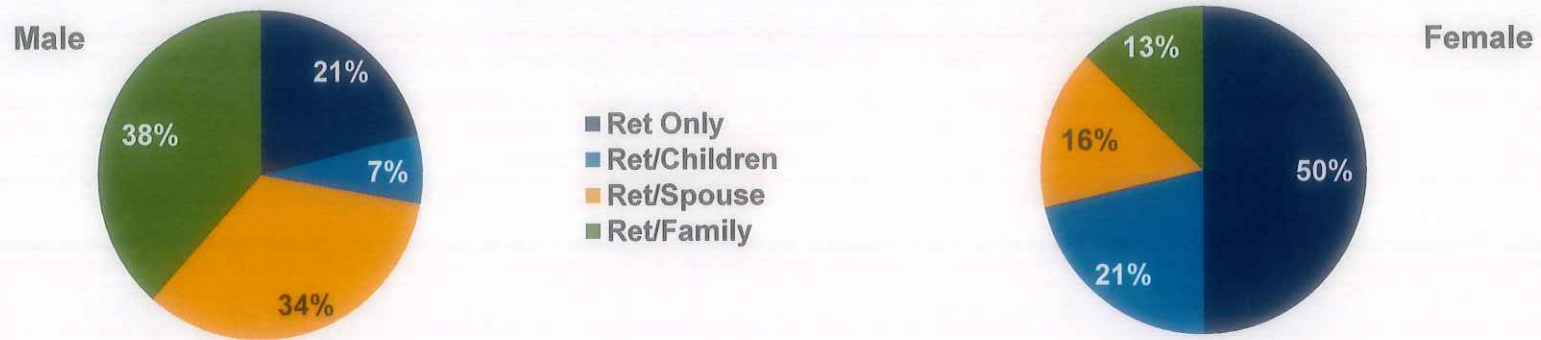 Male
21%
7%
34%
38%
Ret Only
Ret/Children
Ret/Spouse
Ret/Family
Female
50%
21%
16%
13%